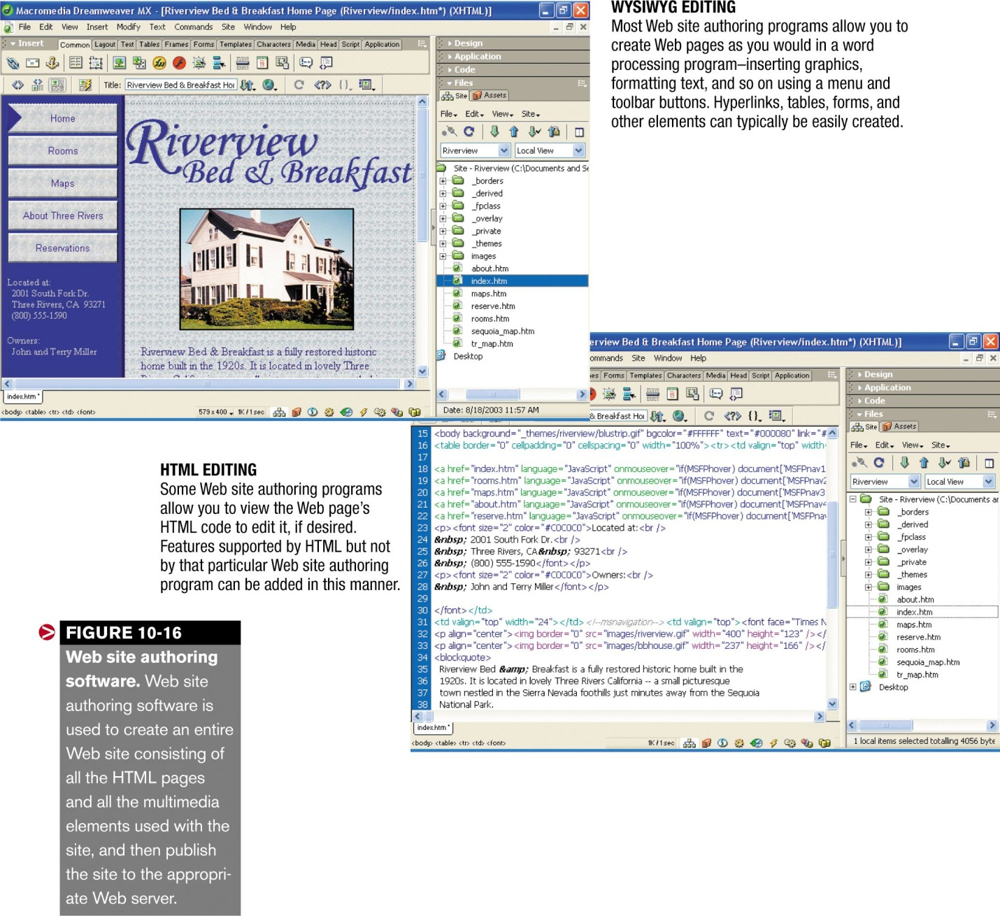 Macromedia Dreamweaver MX - [Riverview Bed & Breakfast Home Page (Riverview/index.htm*) (XHTML)]
File Edit View Insert Modify Text Commands Site Window Help
Insert Common Layout Text Tables Frames Forms Templates Characters Media Head Script Application
Title: Riverview Bed & Breakfast Ho
Home
Rooms
Maps
About Three Rivers
Reservations
Located at:
2001 South Fork Dr.
Three Rivers, CA 93271
(800) 555-1590
Owners:
John and Terry Miller
Riverview
Bed & Breakfast
Riverview Bed & Breakfast is a fully restored historic
home built in the 1920s. It is located in lovely Three
index.htm*
<body> <table> <tr> <td> <font>
579 x 400 1K / 1 sec
Design
Application
Code
Files
Site Assets
File Edit View Site
Riverview Local View
Site - Riverview (C:\Documents and Se
_borders
_derived
_fpclass
_overlay
_private
_themes
images
about.htm
index.htm
maps.htm
reserve.htm
rooms.htm
sequoia_map.htm
tr_map.htm
Desktop
Date: 8/18/2003 11:57 AM
WYSIWYG EDITING
Most Web site authoring programs allow you to
create Web pages as you would in a word
processing program–inserting graphics,
formatting text, and so on using a menu and
toolbar buttons. Hyperlinks, tables, forms, and
other elements can typically be easily created.
erview Bed & Breakfast Home Page (Riverview/index.htm*) (XHTML)]
ommands Site Window Help
es Forms Templates Characters Media Head Script Application
& Breakfast Ho
15 <body background="_themes/riverview/blustrip.gif" bgcolor="#FFFFFF" text="#000080" link="#
16 <table border="0" cellpadding="0" cellspacing="0" width="100%"><tr><td valign="top" width
17
18 <a href="index.htm" language="JavaScript" onmouseover="if(MSFPhover) document['MSFPnav1
19 <a href="rooms.htm" language="JavaScript" onmouseover="if(MSFPhover) document['MSFPnav2
20 <a href="maps.htm" language="JavaScript" onmouseover="if(MSFPhover) document['MSFPnav3
21 <a href="about.htm" language="JavaScript" onmouseover="if(MSFPhover) document['MSFPnav4
22 <a href="reserve.htm" language="JavaScript" onmouseover="if(MSFPhover) document['MSFPnav
23 <p><font size="2" color="#C0C0C0">Located at:<br />
24 &nbsp; 2001 South Fork Dr.<br />
25 &nbsp; Three Rivers, CA&nbsp; 93271<br />
26 &nbsp; (800) 555-1590</font></p>
27 <p><font size="2" color="#C0C0C0">Owners:<br />
28 &nbsp; John and Terry Miller</font></p>
29
30 </font></td>
31 <td valign="top" width="24"></td> <!--msnavigation--> <td valign="top"><font face="Times N
32 <p align="center"><img border="0" src="images/riverview.gif" width="400" height="123" /></
33 <p align="center"><img border="0" src="images/bbhouse.gif" width="237" height="166" /></
34 <blockquote>
35 Riverview Bed &amp; Breakfast is a fully restored historic home built in the
36 1920s. It is located in lovely Three Rivers California -- a small picturesque
37 town nestled in the Sierra Nevada foothills just minutes away from the Sequoia
38 National Park.
index.htm*
<body> <table> <tr> <td> <font>
1K / 1 sec
Design
Application
Code
Files
Site Assets
File Edit View Site
Riverview Local View
Site - Riverview (C:\Documents ar
_borders
_derived
_fpclass
_overlay
_private
_themes
images
about.htm
index.htm
maps.htm
reserve.htm
rooms.htm
sequoia_map.htm
tr_map.htm
Desktop
1 local items selected totalling 4056 byte
HTML EDITING
Some Web site authoring programs
allow you to view the Web page's
HTML code to edit it, if desired.
Features supported by HTML but not
by that particular Web site authoring
program can be added in this manner.
FIGURE 10-16
Web site authoring
software. Web site
authoring software is
used to create an entire
Web site consisting of
all the HTML pages
and all the multimedia
elements used with the
site, and then publish
the site to the appropri-
ate Web server.